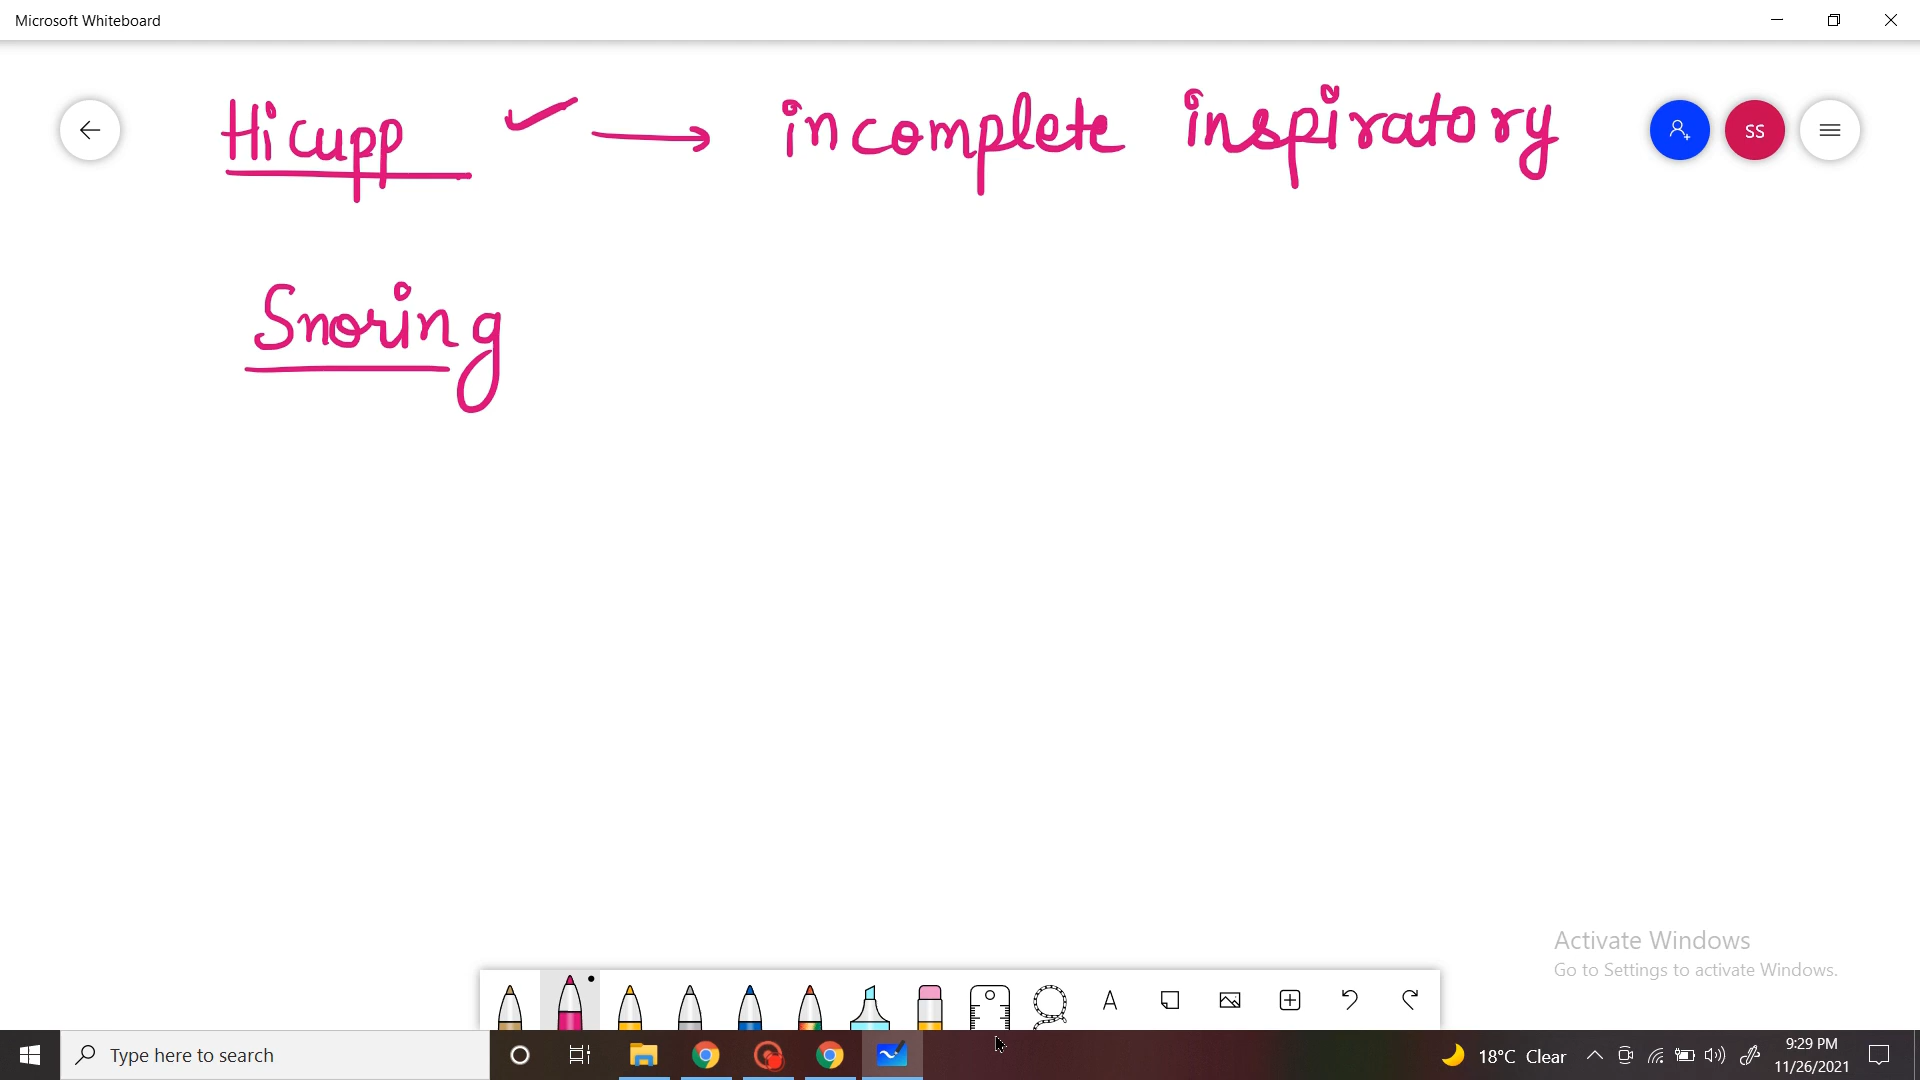 Microsoft Whiteboard
Hicupp ✓ → incomplete inspiratory
SS
Snoring
Activate Windows
Go to Settings to activate Windows.
A
Type here to search
18°C Clear
9:29 PM
11/26/2021